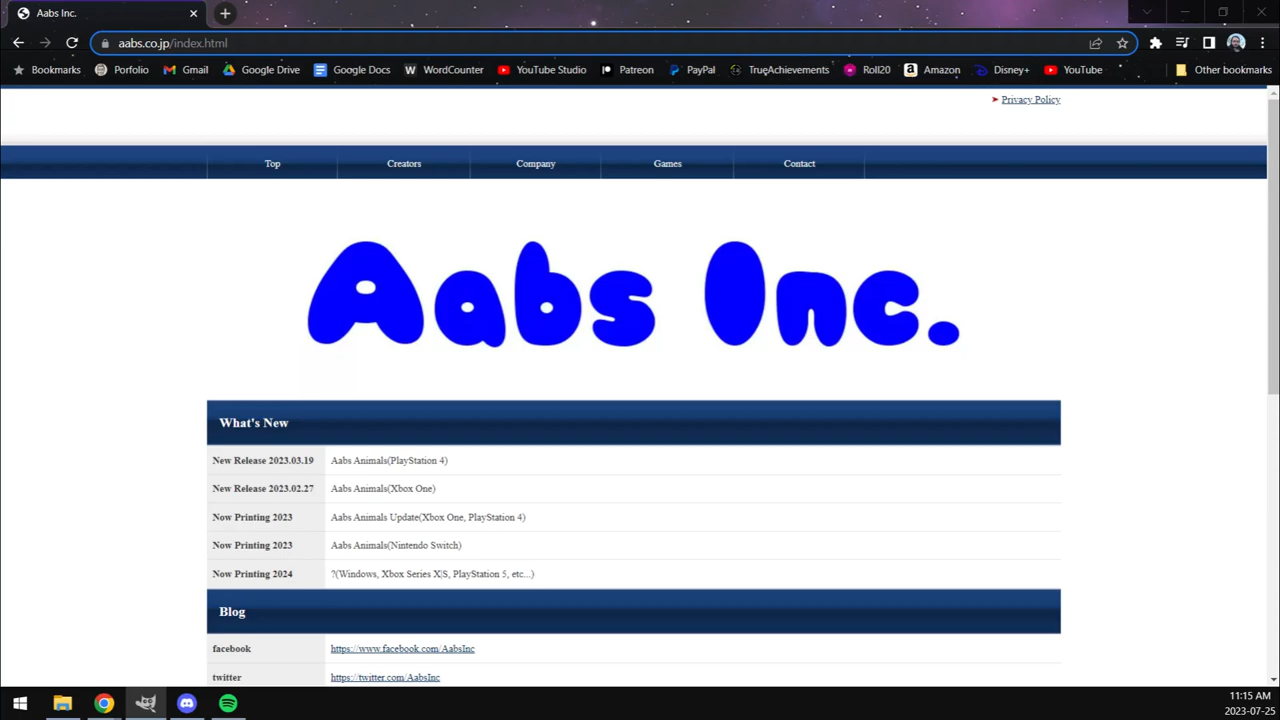 Aabs Inc.
aabs.co.jp/index.html
Bookmarks Porfolio Gmail Google Drive Google Docs WordCounter YouTube Studio Patreon PayPal TrueAchievements Roll20 Amazon Disney+ YouTube Other bookmarks
Privacy Policy
Top Creators Company Games Contact
Aabs Inc.
What's New
New Release 2023.03.19 Aabs Animals(PlayStation 4)
New Release 2023.02.27 Aabs Animals(Xbox One)
Now Printing 2023 Aabs Animals Update(Xbox One, PlayStation 4)
Now Printing 2023 Aabs Animals(Nintendo Switch)
Now Printing 2024 ?(Windows, Xbox Series X|S, PlayStation 5, etc...)
Blog
facebook https://www.facebook.com/AabsInc
twitter https://twitter.com/AabsInc
11:15 AM
2023-07-25